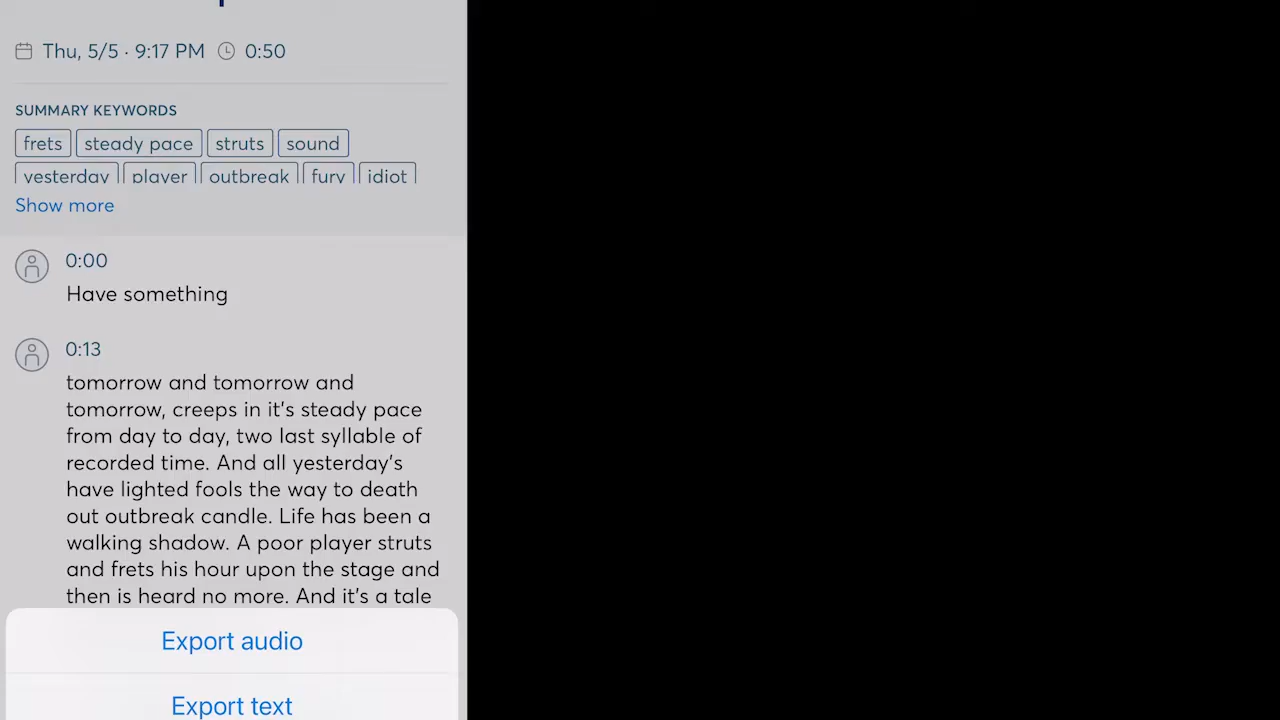 Thu, 5/5 · 9:17 PM 0:50
SUMMARY KEYWORDS
frets steady pace struts sound
yesterday player outbreak fury idiot
Show more
0:00
Have something
0:13
tomorrow and tomorrow and
tomorrow, creeps in it's steady pace
from day to day, two last syllable of
recorded time. And all yesterday's
have lighted fools the way to death
out outbreak candle. Life has been a
walking shadow. A poor player struts
and frets his hour upon the stage and
then is heard no more. And it's a tale
Export audio
Export text